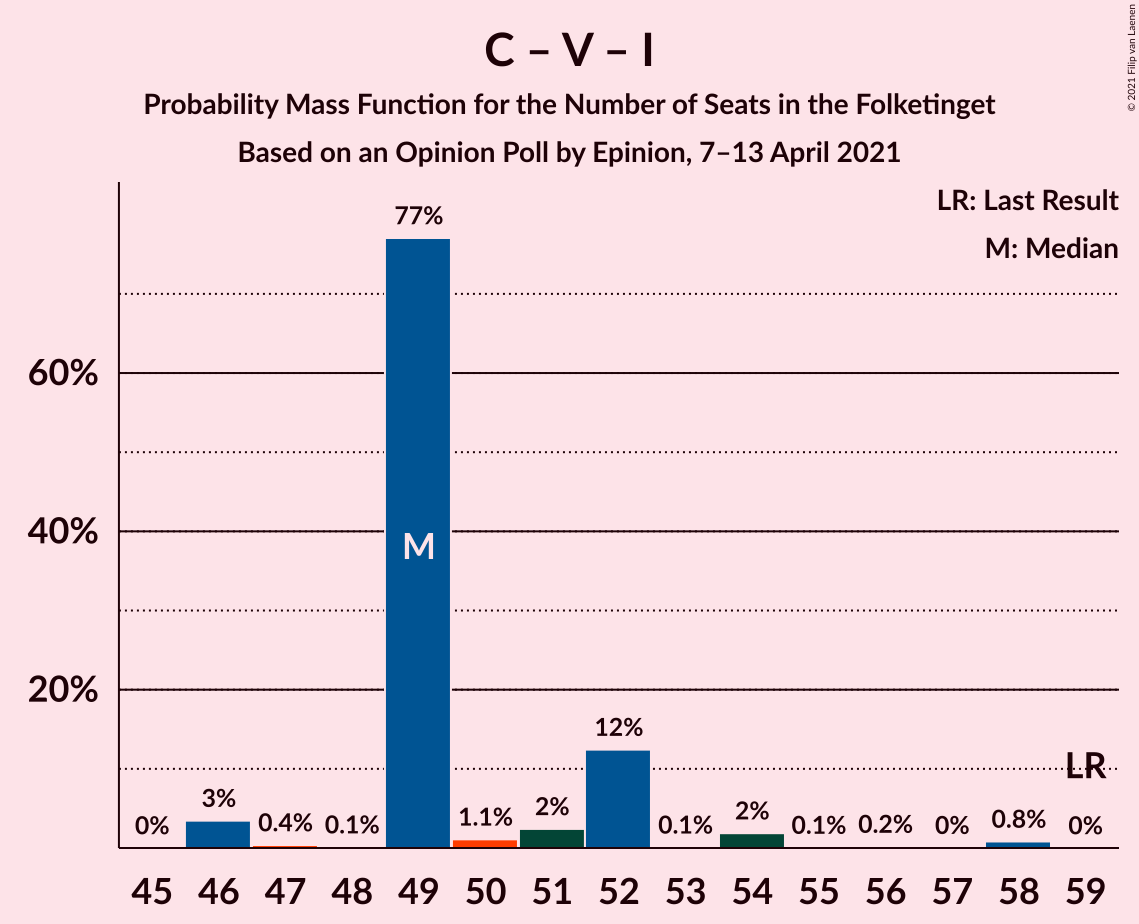 C – V – I
Probability Mass Function for the Number of Seats in the Folketinget
Based on an Opinion Poll by Epinion, 7–13 April 2021
© 2021 Filip van Laenen
LR: Last Result
M: Median
77%
60%
40%
M
20%
12%
LR
0%
3%
0.4%
0.1%
1.1%
2%
0.1%
2%
0.1%
0.2%
0%
0.8%
0%
45 46 47 48 49 50 51 52 53 54 55 56 57 58 59